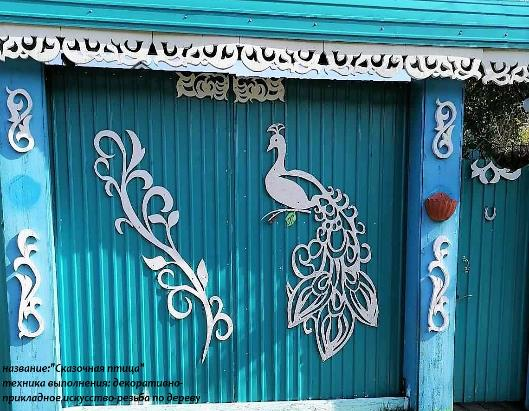 название:"Сказочная птица"
техника выполнения: декоративно-
прикладное,искусство-резьба по дереву